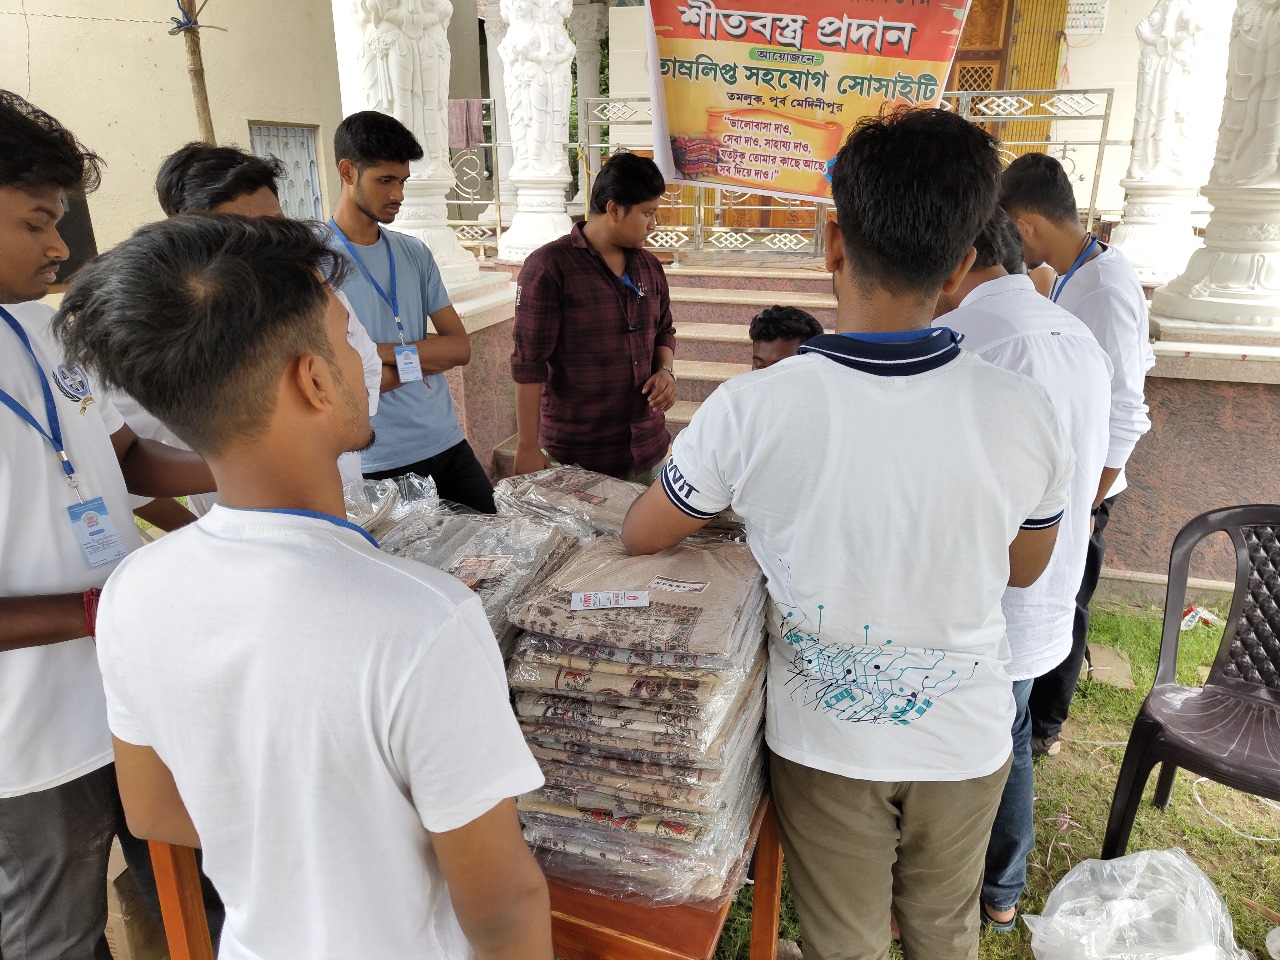 শীতবস্ত্র প্রদান
আয়োজনে-
তাম্রলিপ্ত সহযোগ সোসাইটি
তমলুক, পূর্ব মেদিনীপুর
"ভালোবাসা দাও,
সেবা দাও, সাহায্য দাও,
যতটুকু তোমার কাছে আছে,
সব দিয়ে দাও।"